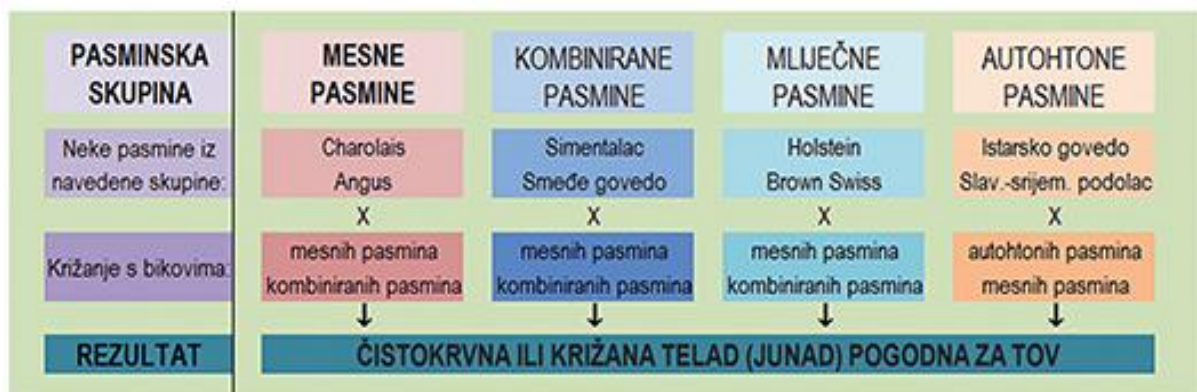 PASMINSKA
SKUPINA
MESNE
PASMINE
KOMBINIRANE
PASMINE
MLIJEČNE
PASMINE
AUTOHTONE
PASMINE
Neke pasmine iz
navedene skupine:
Charolais
Angus
Simentalac
Smeđe govedo
Holstein
Brown Swiss
Istarsko govedo
Slav.-srijem. podolac
X
X
X
X
Križanje s bikovima:
mesnih pasmina
kombiniranih pasmina
mesnih pasmina
kombiniranih pasmina
mesnih pasmina
kombiniranih pasmina
autohtonih pasmina
mesnih pasmina
REZULTAT
ČISTOKRVNA ILI KRIŽANA TELAD (JUNAD) POGODNA ZA TOV